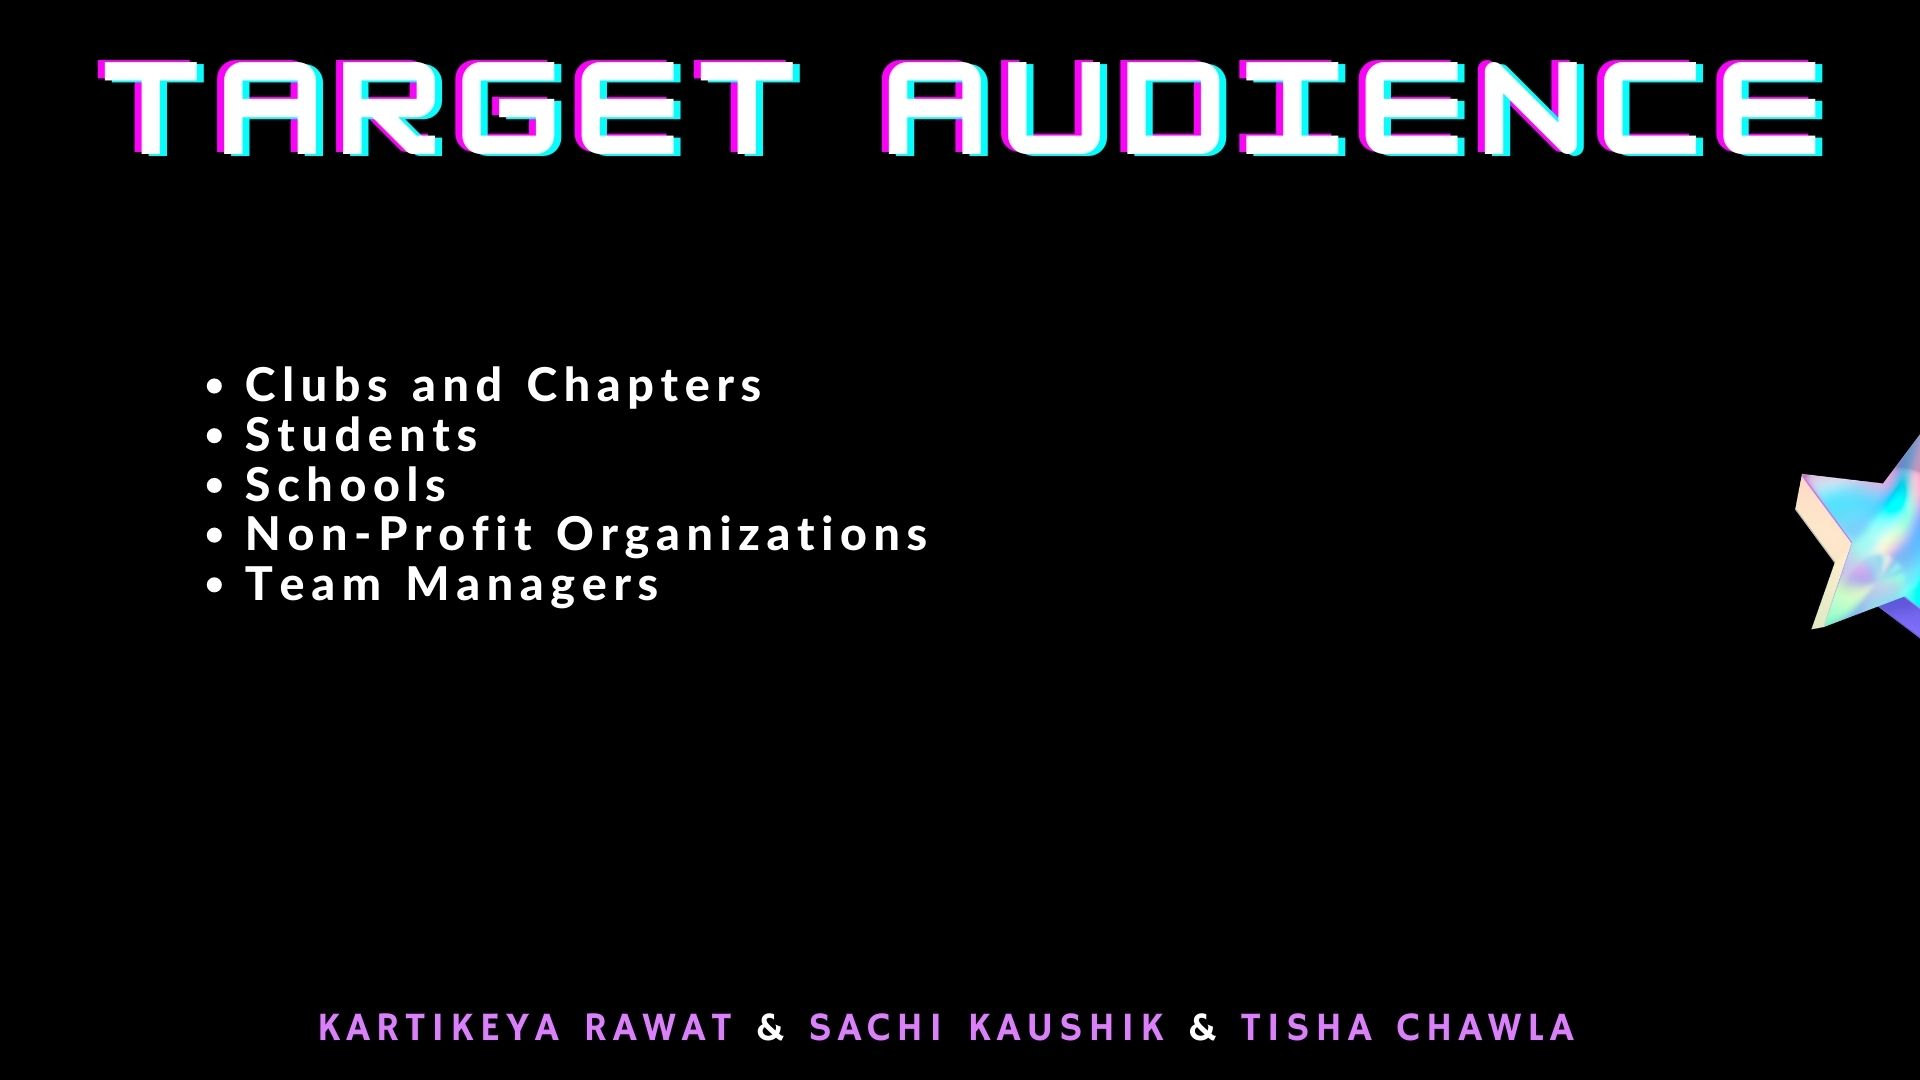 TARGET AUDIENCE
• Clubs and Chapters
• Students
• Schools
• Non-Profit Organizations
• Team Managers
KARTIKEYA RAWAT & SACHI KAUSHIK & TISHA CHAWLA